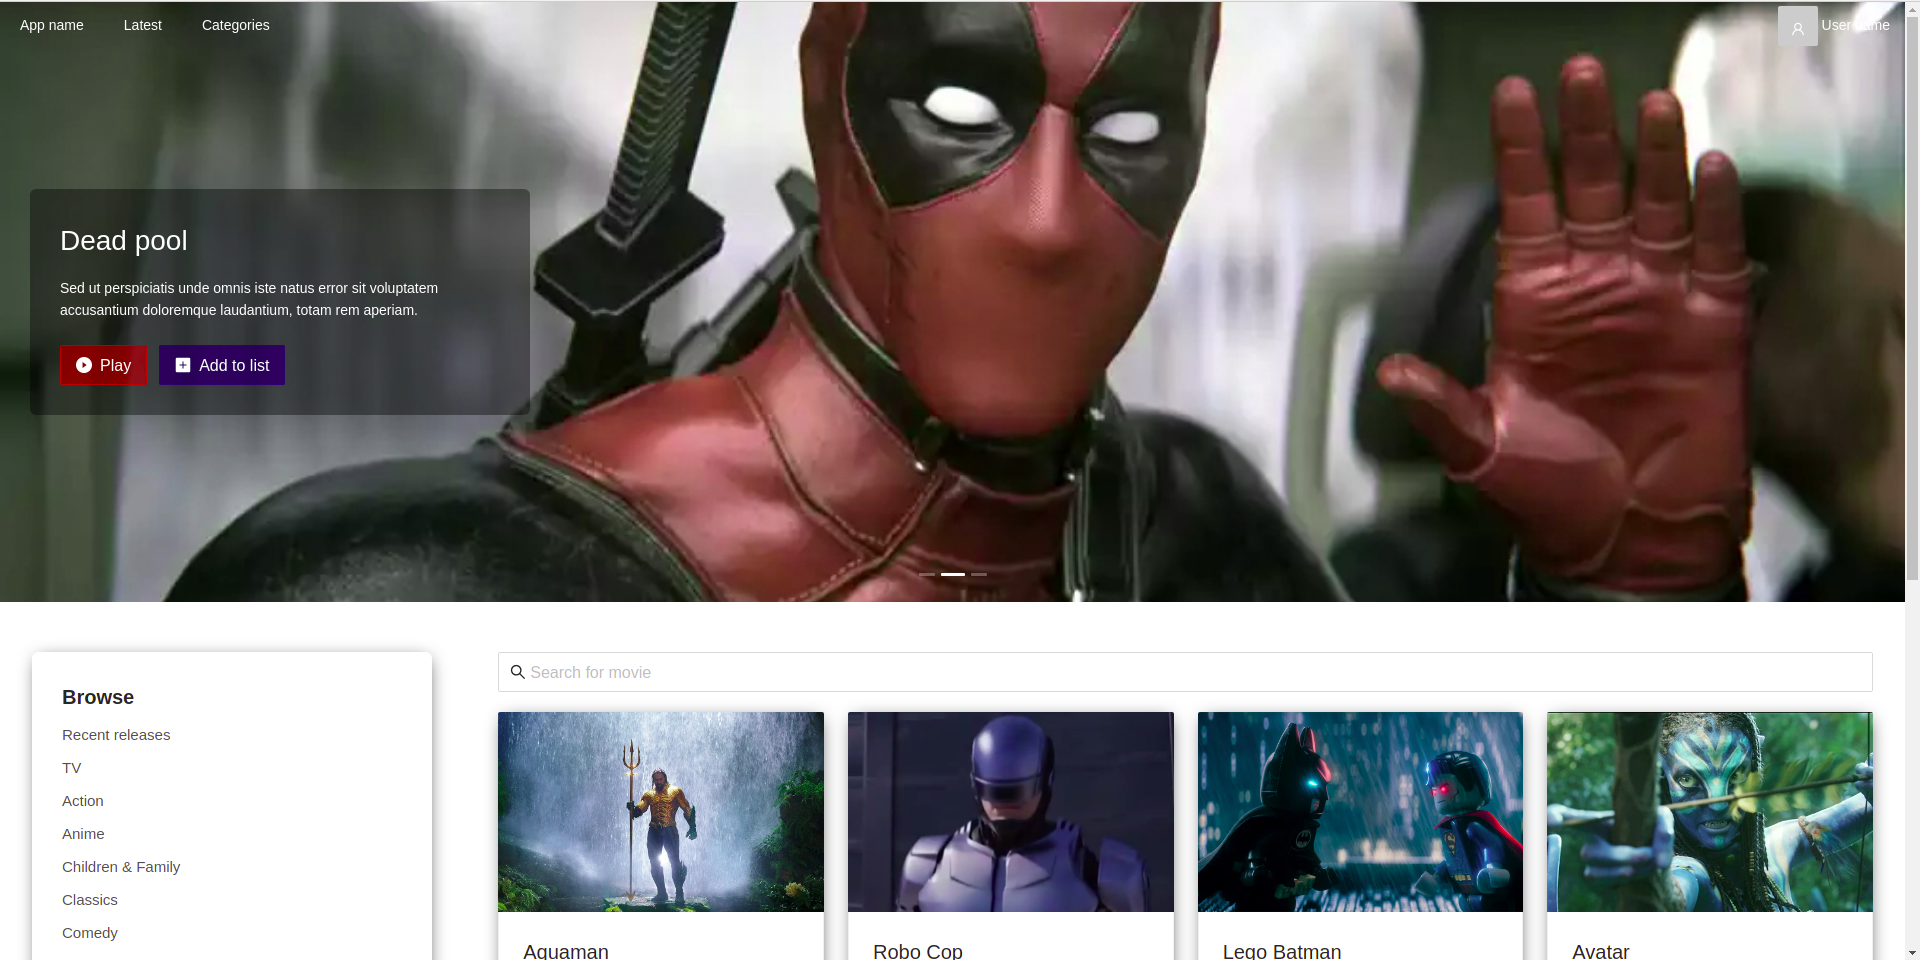 App name
Latest
Categories
User name
Dead pool
Sed ut perspiciatis unde omnis iste natus error sit voluptatem
accusantium doloremque laudantium, totam rem aperiam.
Play
Add to list
Browse
Recent releases
TV
Action
Anime
Children & Family
Classics
Comedy
Search for movie
Aquaman
Robo Cop
Lego Batman
Avatar